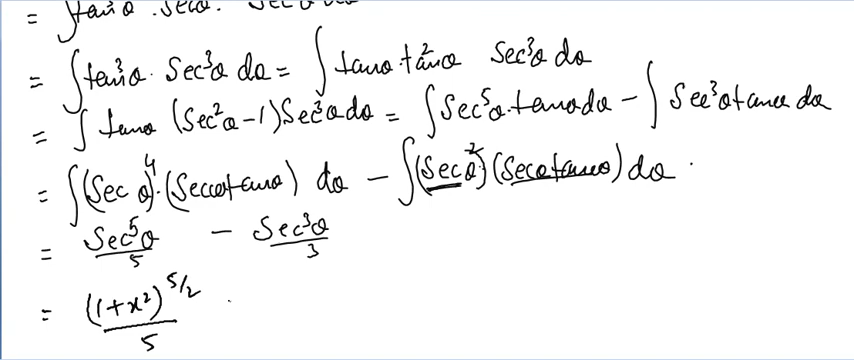 = ∫tan³θ · Sec³θ dθ = ∫ tanθ tan²θ Sec³θ dθ
= ∫ tanθ (Sec²θ - 1) Sec³θ dθ = ∫ Sec⁵θ · tanθ dθ - ∫ Sec³θ tanθ dθ
= ∫ (Sec θ)⁴ · (Secθ tanθ) dθ - ∫ (Secθ)² (Secθ tanθ) dθ .
= Sec⁵θ/5 - Sec³θ/3
= (1+x²)^5/2 / 5